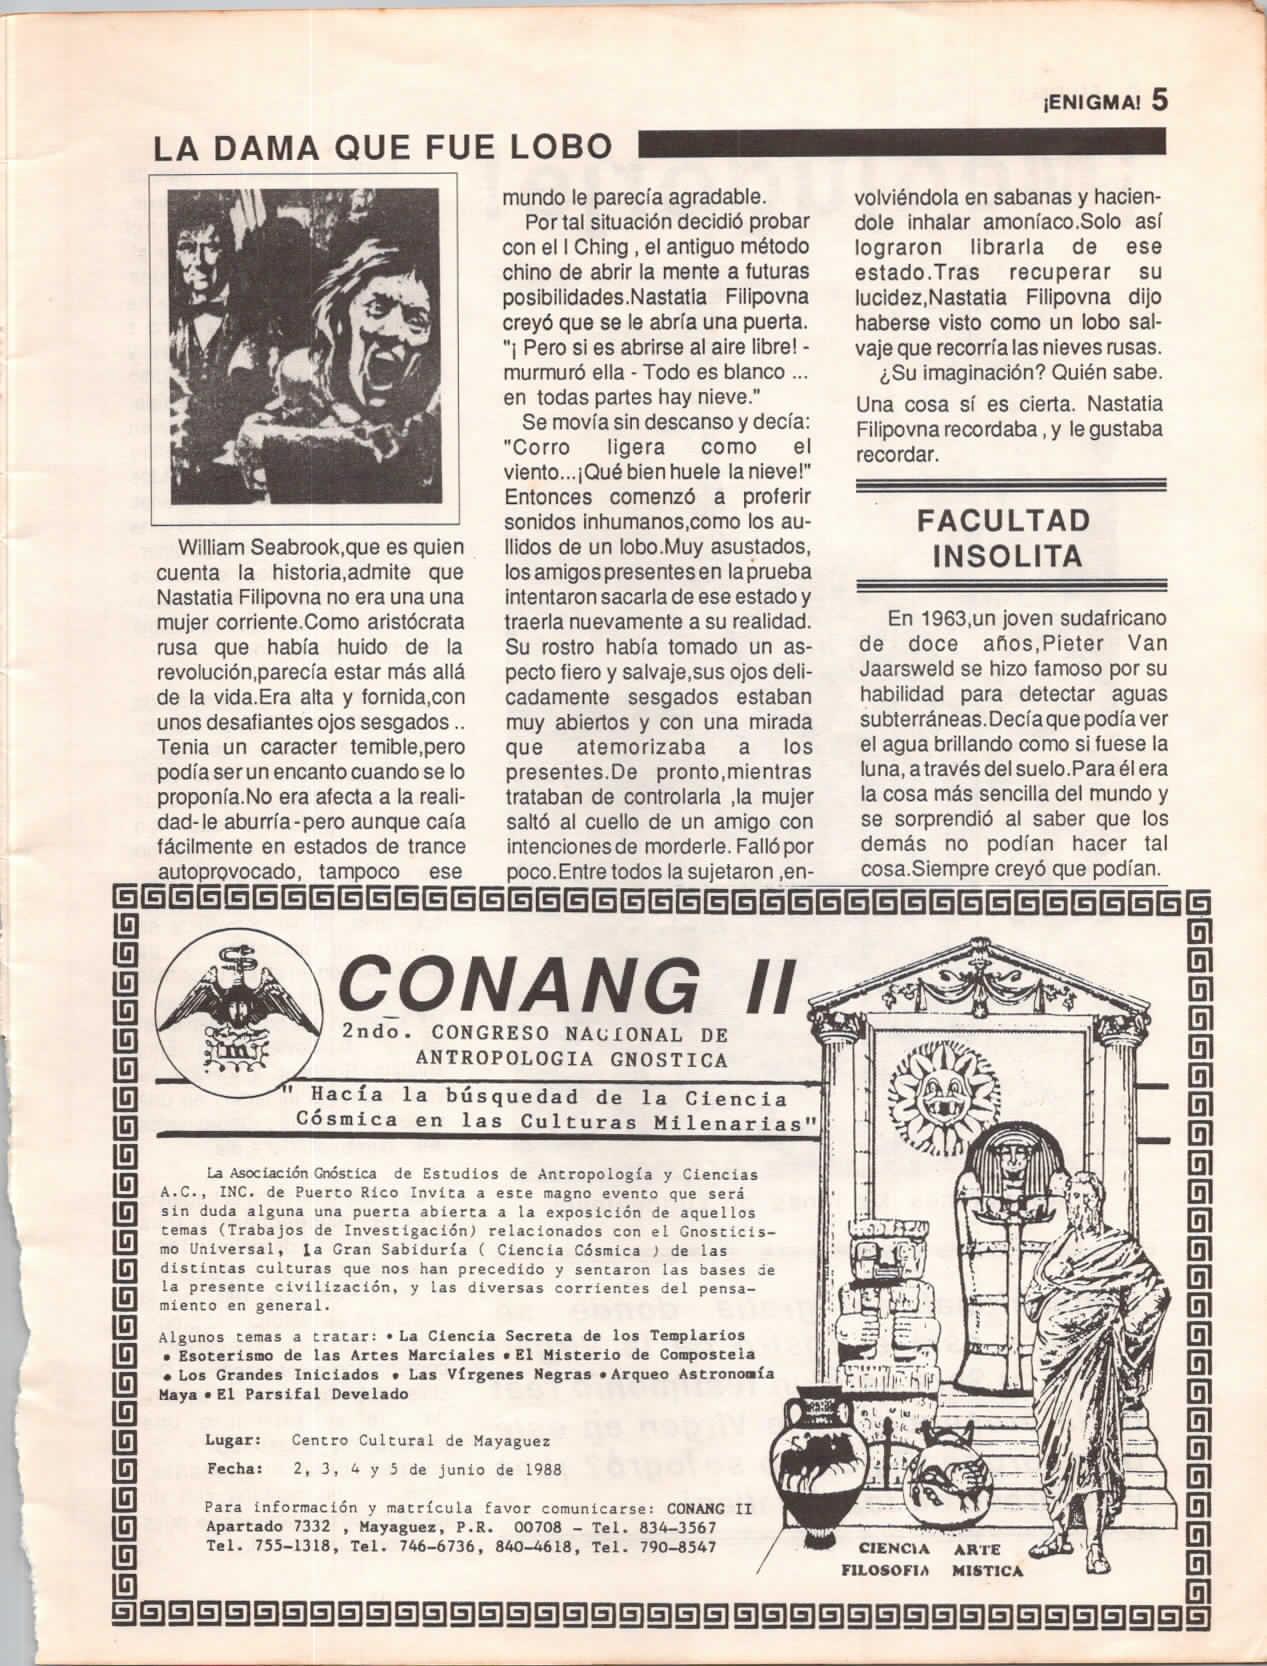 ¡ENIGMA! 5
LA DAMA QUE FUE LOBO
William Seabrook,que es quien
cuenta la historia,admite que
Nastatia Filipovna no era una una
mujer corriente.Como aristócrata
rusa que había huido de la
revolución,parecía estar más allá
de la vida.Era alta y fornida,con
unos desafiantes ojos sesgados ..
Tenia un caracter temible,pero
podía ser un encanto cuando se lo
proponía.No era afecta a la reali-
dad-le aburría-pero aunque caía
fácilmente en estados de trance
autoprovocado, tampoco ese
mundo le parecía agradable.
Por tal situación decidió probar
con el I Ching , el antiguo método
chino de abrir la mente a futuras
posibilidades.Nastatia Filipovna
creyó que se le abría una puerta.
"¡ Pero si es abrirse al aire libre! -
murmuró ella - Todo es blanco ...
en todas partes hay nieve."
Se movía sin descanso y decía:
"Corro ligera como el
viento...¡Qué bien huele la nieve!"
Entonces comenzó a proferir
sonidos inhumanos,como los au-
llidos de un lobo.Muy asustados,
los amigos presentes en la prueba
intentaron sacarla de ese estado y
traerla nuevamente a su realidad.
Su rostro había tomado un as-
pecto fiero y salvaje,sus ojos deli-
cadamente sesgados estaban
muy abiertos y con una mirada
que atemorizaba a los
presentes.De pronto,mientras
trataban de controlarla ,la mujer
saltó al cuello de un amigo con
intenciones de morderle. Falló por
poco.Entre todos la sujetaron ,en-
volviéndola en sabanas y hacien-
dole inhalar amoníaco.Solo así
lograron librarla de ese
estado.Tras recuperar su
lucidez,Nastatia Filipovna dijo
haberse visto como un lobo sal-
vaje que recorría las nieves rusas.
¿Su imaginación? Quién sabe.
Una cosa sí es cierta. Nastatia
Filipovna recordaba , y le gustaba
recordar.
FACULTAD
INSOLITA
En 1963,un joven sudafricano
de doce años,Pieter Van
Jaarsweld se hizo famoso por su
habilidad para detectar aguas
subterráneas.Decía que podía ver
el agua brillando como si fuese la
luna, a través del suelo.Para él era
la cosa más sencilla del mundo y
se sorprendió al saber que los
demás no podían hacer tal
cosa.Siempre creyó que podían.
CONANG II
2ndo. CONGRESO NACIONAL DE
ANTROPOLOGIA GNOSTICA
" Hacía la búsquedad de la Ciencia
Cósmica en las Culturas Milenarias"
La Asociación Gnóstica de Estudios de Antropología y Ciencias
A.C., INC. de Puerto Rico Invita a este magno evento que será
sin duda alguna una puerta abierta a la exposición de aquellos
temas (Trabajos de Investigación) relacionados con el Gnosticis-
mo Universal, la Gran Sabiduría ( Ciencia Cósmica ) de las
distintas culturas que nos han precedido y sentaron las bases de
la presente civilización, y las diversas corrientes del pensa-
miento en general.
Algunos temas a tratar: • La Ciencia Secreta de los Templarios
• Esoterismo de las Artes Marciales • El Misterio de Compostela
• Los Grandes Iniciados • Las Vírgenes Negras • Arqueo Astronomía
Maya • El Parsifal Develado
Lugar: Centro Cultural de Mayaguez
Fecha: 2, 3, 4 y 5 de junio de 1988
Para información y matrícula favor comunicarse: CONANG II
Apartado 7332 , Mayaguez, P.R. 00708 - Tel. 834-3567
Tel. 755-1318, Tel. 746-6736, 840-4618, Tel. 790-8547
CIENCIA ARTE
FILOSOFIA MISTICA